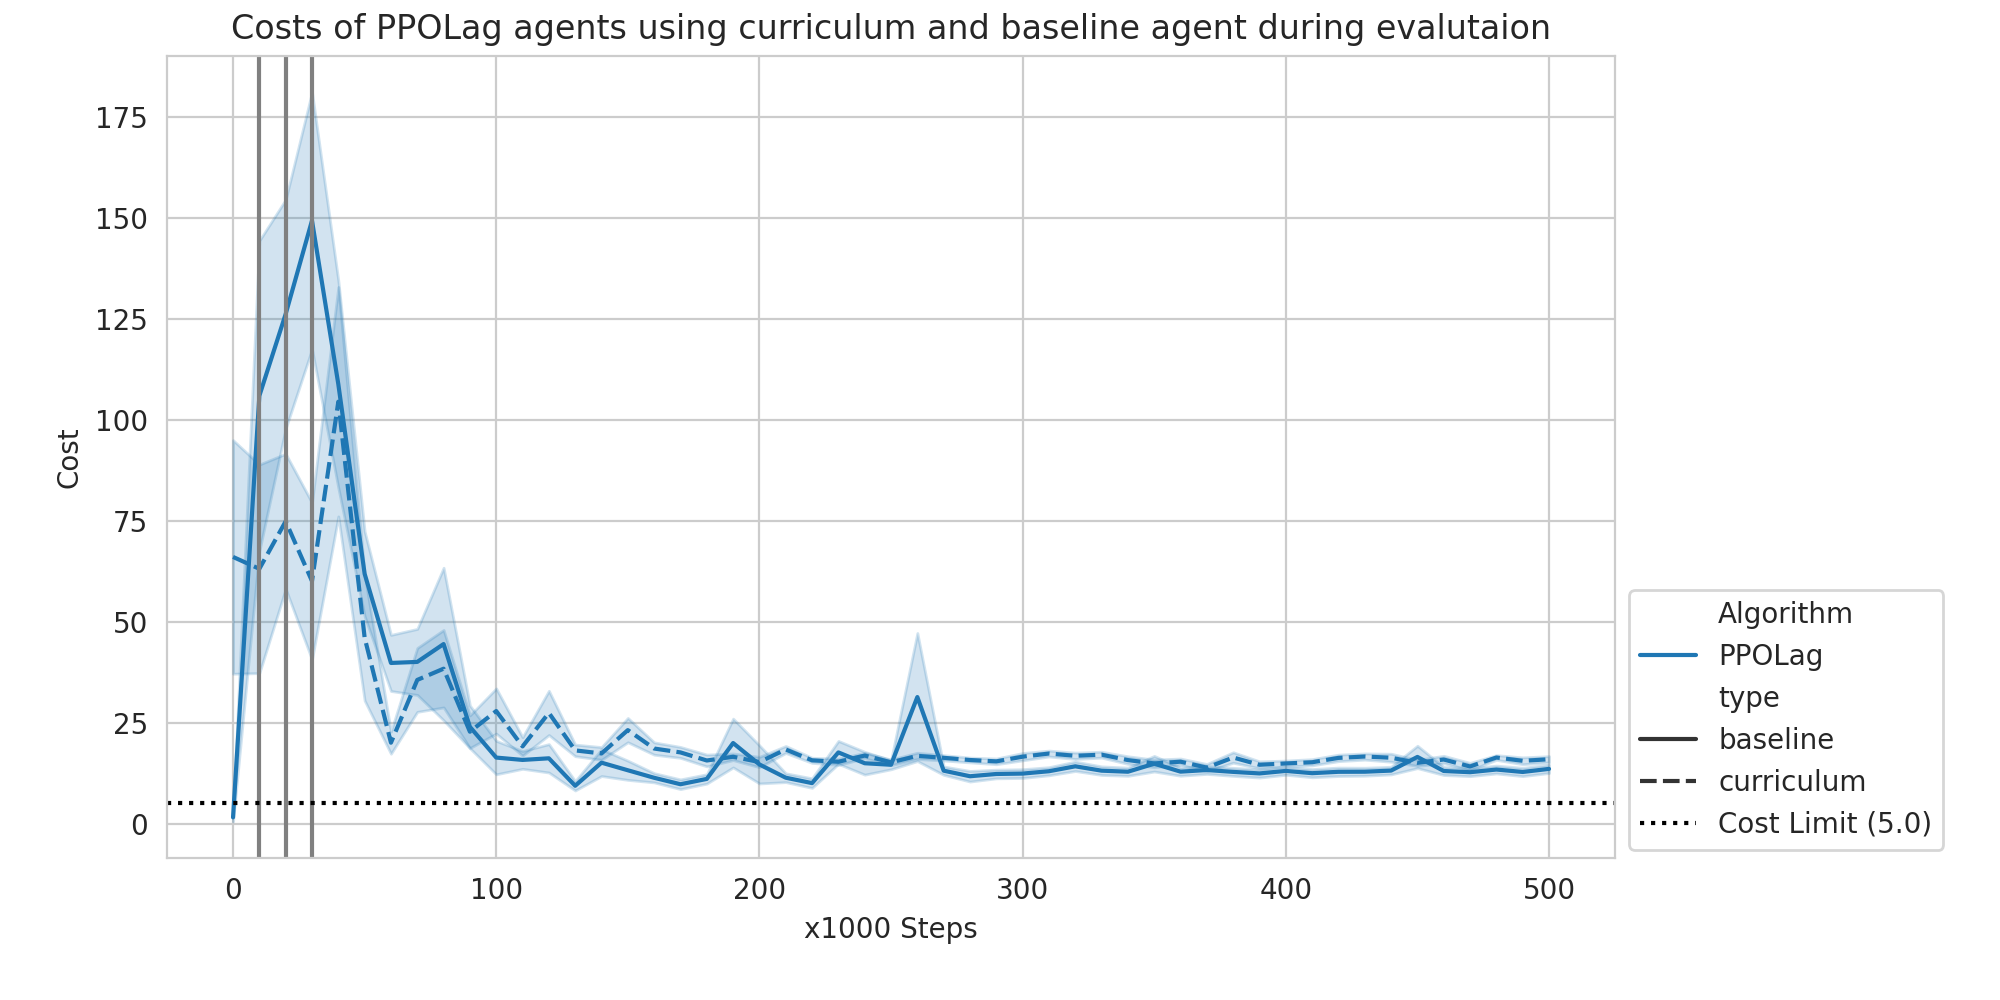 Costs of PPOLag agents using curriculum and baseline agent during evalutaion
175
150
125
100
75
50
25
0
Cost
0 100 200 300 400 500
x1000 Steps
Algorithm
PPOLag
type
baseline
curriculum
Cost Limit (5.0)